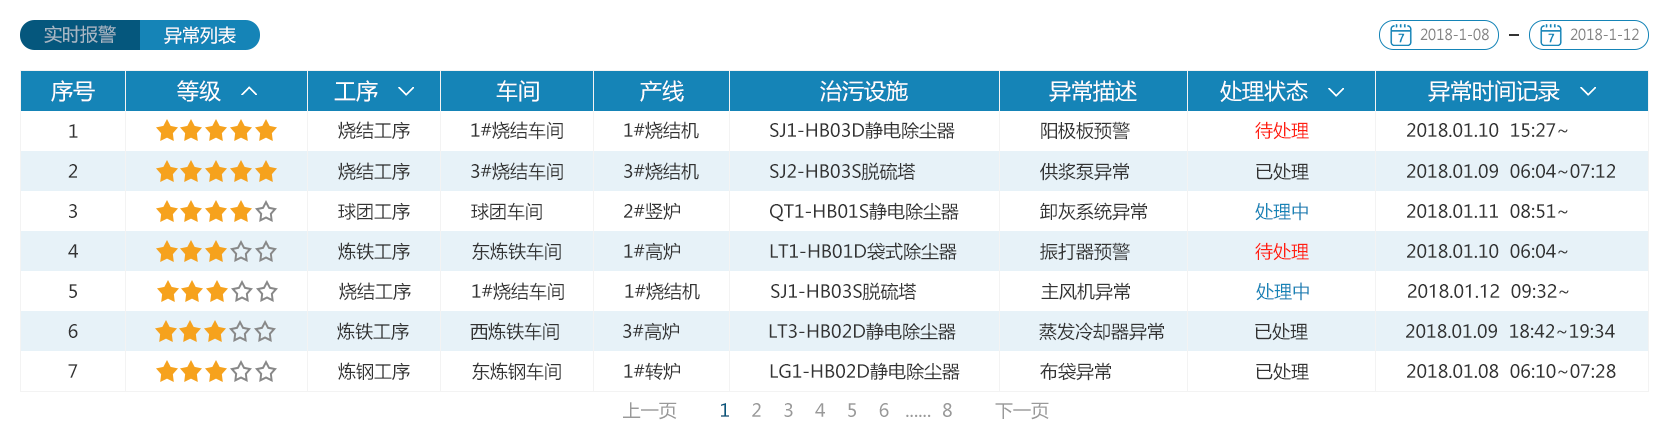 实时报警 异常列表 7 2018-1-08 – 7 2018-1-12
序号 等级 工序 车间 产线 治污设施 异常描述 处理状态 异常时间记录
1 ★★★★★ 烧结工序 1#烧结车间 1#烧结机 SJ1-HB03D静电除尘器 阳极板预警 待处理 2018.01.10 15:27~
2 ★★★★★ 烧结工序 3#烧结车间 3#烧结机 SJ2-HB03S脱硫塔 供浆泵异常 已处理 2018.01.09 06:04~07:12
3 ★★★★☆ 球团工序 球团车间 2#竖炉 QT1-HB01S静电除尘器 卸灰系统异常 处理中 2018.01.11 08:51~
4 ★★★☆☆ 炼铁工序 东炼铁车间 1#高炉 LT1-HB01D袋式除尘器 振打器预警 待处理 2018.01.10 06:04~
5 ★★★☆☆ 烧结工序 1#烧结车间 1#烧结机 SJ1-HB03S脱硫塔 主风机异常 处理中 2018.01.12 09:32~
6 ★★★☆☆ 炼铁工序 西炼铁车间 3#高炉 LT3-HB02D静电除尘器 蒸发冷却器异常 已处理 2018.01.09 18:42~19:34
7 ★★★☆☆ 炼钢工序 东炼钢车间 1#转炉 LG1-HB02D静电除尘器 布袋异常 已处理 2018.01.08 06:10~07:28
上一页 1 2 3 4 5 6 ...... 8 下一页